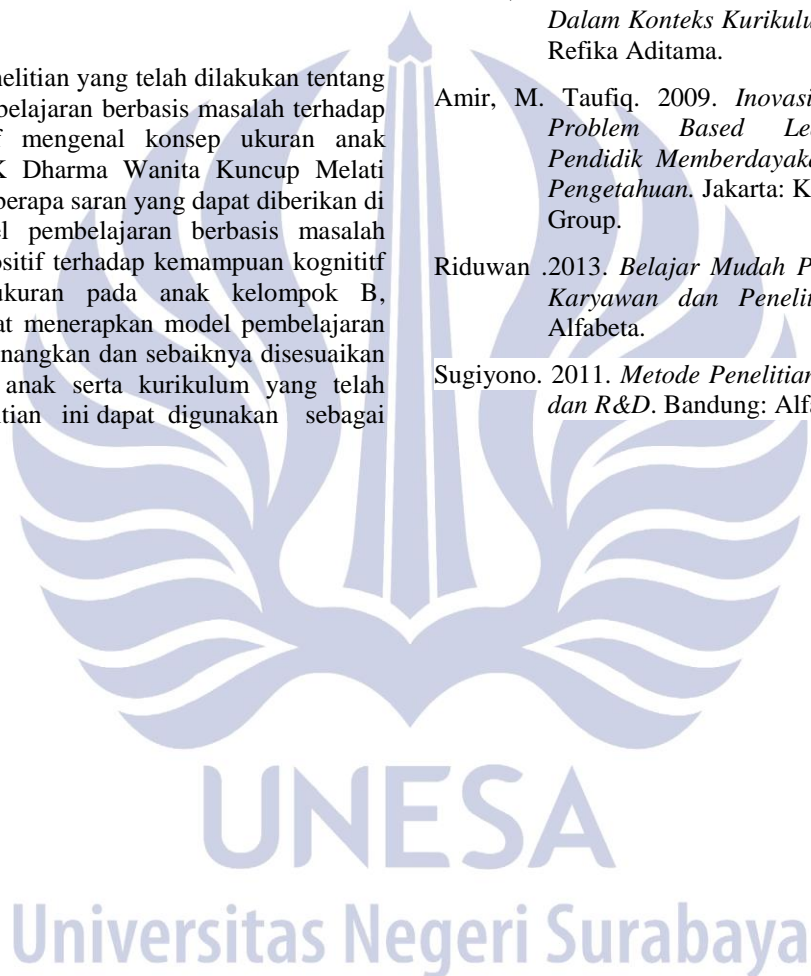 nelitian yang telah dilakukan tentang
belajaran berbasis masalah terhadap
f mengenal konsep ukuran anak
K Dharma Wanita Kuncup Melati
berapa saran yang dapat diberikan di
el pembelajaran berbasis masalah
ositif terhadap kemampuan kognititf
ukuran pada anak kelompok B,
at menerapkan model pembelajaran
nangkan dan sebaiknya disesuaikan
anak serta kurikulum yang telah
itian ini dapat digunakan sebagai
Dalam Konteks Kurikulu
Refika Aditama.
Amir, M. Taufiq. 2009. Inovasi
Problem Based Le
Pendidik Memberdayaka
Pengetahuan. Jakarta: K
Group.
Riduwan .2013. Belajar Mudah P
Karyawan dan Penelit
Alfabeta.
Sugiyono. 2011. Metode Penelitian
dan R&D. Bandung: Alfa
UNESA
Universitas Negeri Surabaya